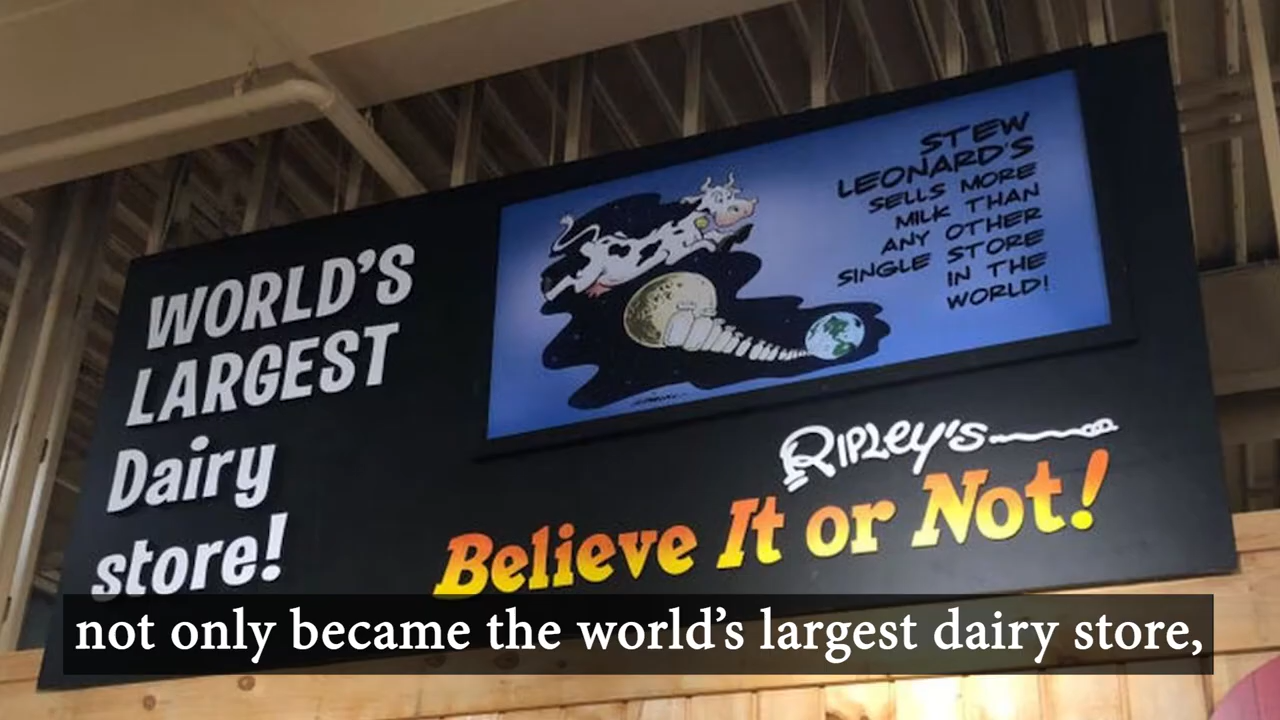 WORLD'S
LARGEST
Dairy
store!
STEW
LEONARD'S
SELLS MORE
MILK THAN
ANY OTHER
SINGLE STORE
IN THE
WORLD!
RIPLEY'S
Believe It or Not!
not only became the world's largest dairy store,